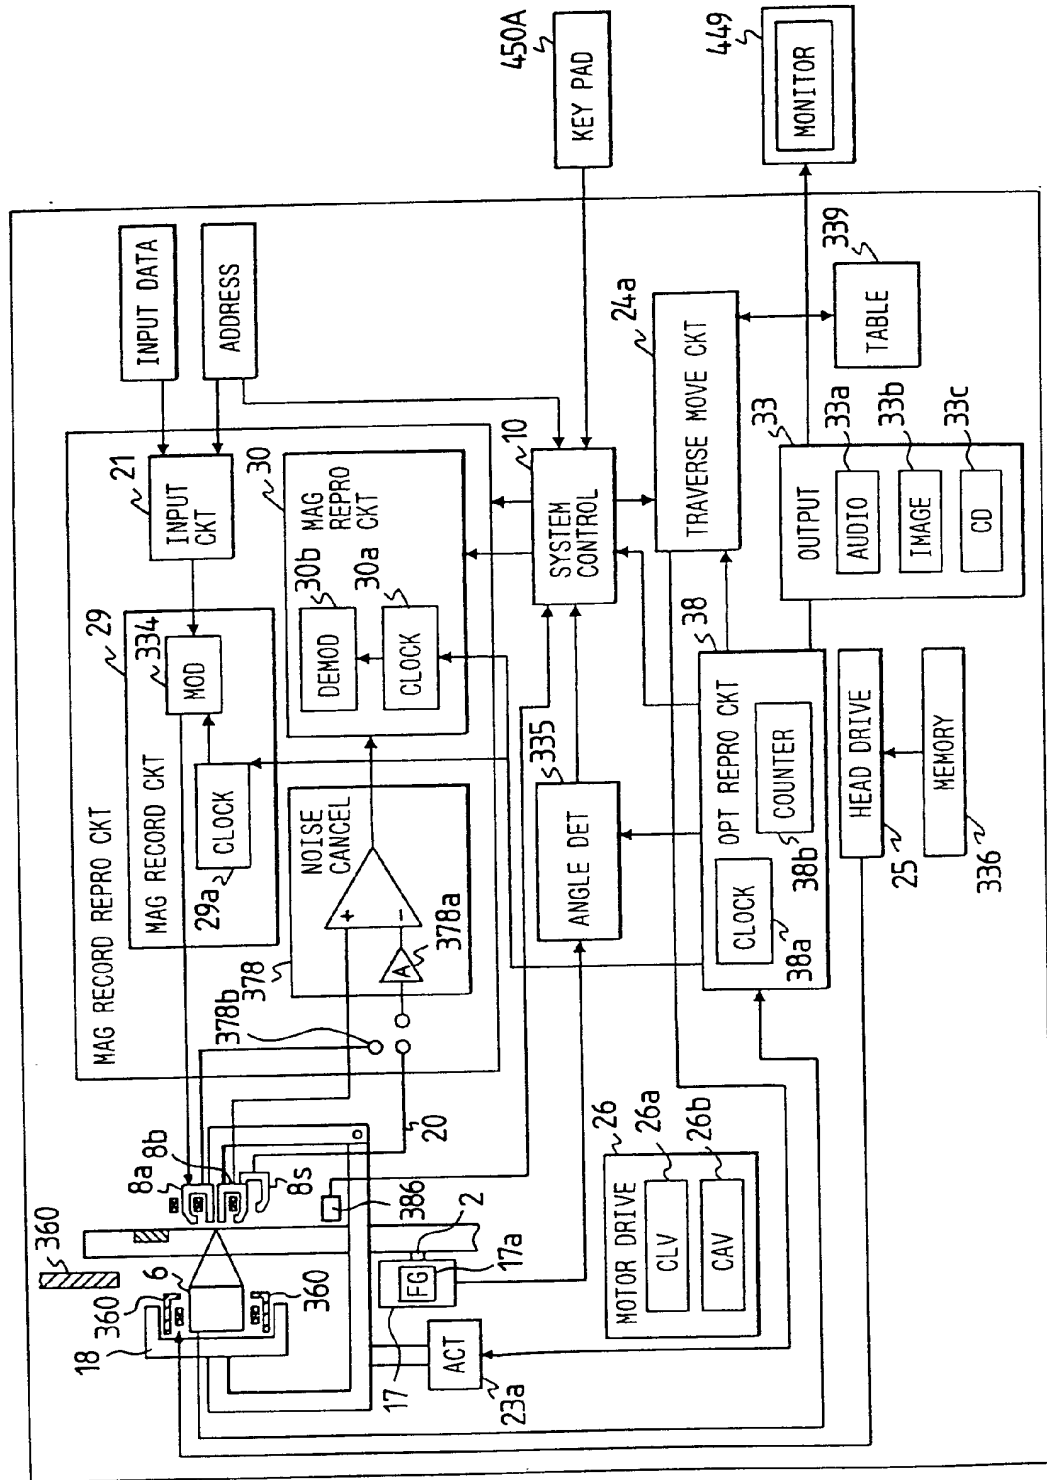 MAG RECORD REPRO CKT
MAG RECORD CKT
29
334
MOD
CLOCK
29a
21
INPUT
CKT
INPUT DATA
ADDRESS
30
MAG
REPRO
CKT
30b
DEMOD
30a
CLOCK
NOISE
CANCEL
+
−
A
378
378a
378b
360
360
360
6
18
8a
8b
8s
20
386
2
17a
FG
17
ACT
23a
MOTOR DRIVE
26
CLV
26a
CAV
26b
335
ANGLE DET
10
SYSTEM
CONTROL
450A
KEY PAD
449
MONITOR
24a
TRAVERSE MOVE CKT
339
TABLE
38
OPT REPRO CKT
CLOCK
38a
COUNTER
38b
33
OUTPUT
AUDIO
33a
IMAGE
33b
CD
33c
HEAD DRIVE
25
MEMORY
336